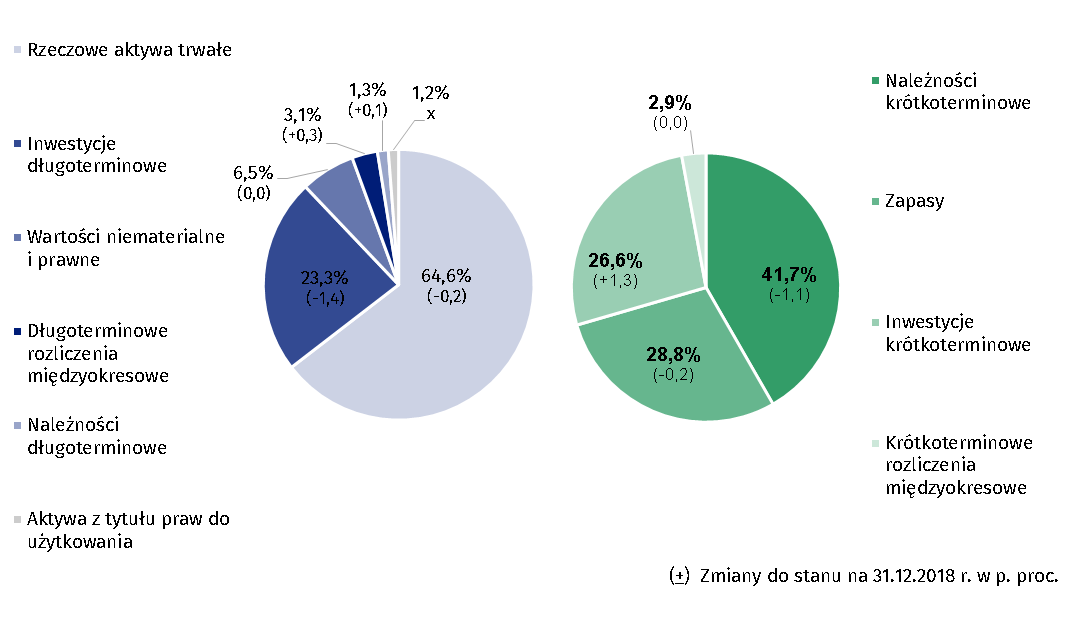 Rzeczowe aktywa trwałe
Inwestycje
długoterminowe
Wartości niematerialne
i prawne
Długoterminowe
rozliczenia
międzyokresowe
Należności
długoterminowe
Aktywa z tytułu praw do
użytkowania
64,6%
(-0,2)
23,3%
(-1,4)
6,5%
(0,0)
3,1%
(+0,3)
1,3%
(+0,1)
1,2%
x
41,7%
(-1,1)
28,8%
(-0,2)
26,6%
(+1,3)
2,9%
(0,0)
Należności
krótkoterminowe
Zapasy
Inwestycje
krótkoterminowe
Krótkoterminowe
rozliczenia
międzyokresowe
(±) Zmiany do stanu na 31.12.2018 r. w p. proc.